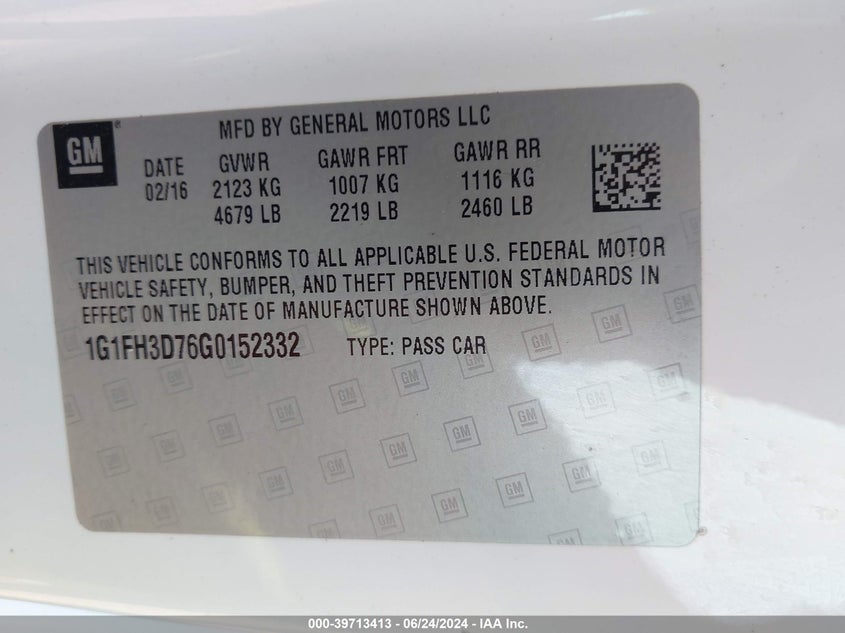 GM
MFD BY GENERAL MOTORS LLC
DATE GVWR GAWR FRT GAWR RR
02/16 2123 KG 1007 KG 1116 KG
4679 LB 2219 LB 2460 LB
THIS VEHICLE CONFORMS TO ALL APPLICABLE U.S. FEDERAL MOTOR
VEHICLE SAFETY, BUMPER, AND THEFT PREVENTION STANDARDS IN
EFFECT ON THE DATE OF MANUFACTURE SHOWN ABOVE.
1G1FH3D76G0152332 TYPE: PASS CAR
000-39713413 - 06/24/2024 - IAA Inc.